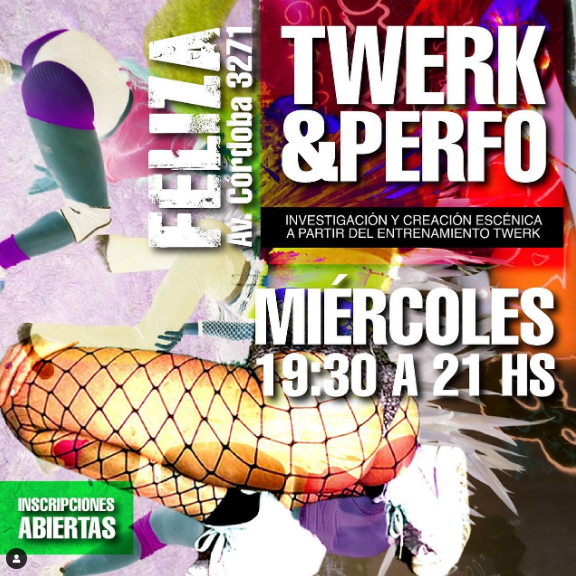 FELIZA
Av. Córdoba 3271
TWERK
&PERFO
INVESTIGACIÓN Y CREACIÓN ESCÉNICA
A PARTIR DEL ENTRENAMIENTO TWERK
MIÉRCOLES
19:30 A 21 HS
INSCRIPCIONES
ABIERTAS